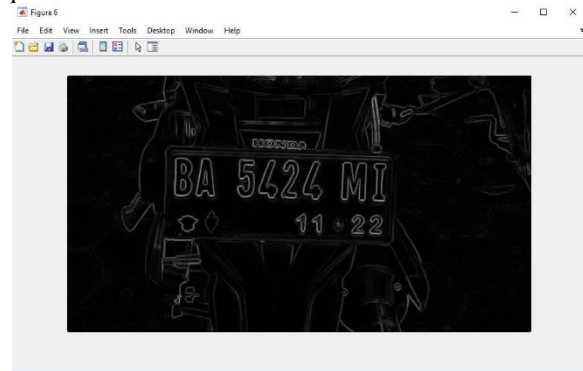 Figure 6
File Edit View Insert Tools Desktop Window Help
HONDA
BA 5424 MI
11 22